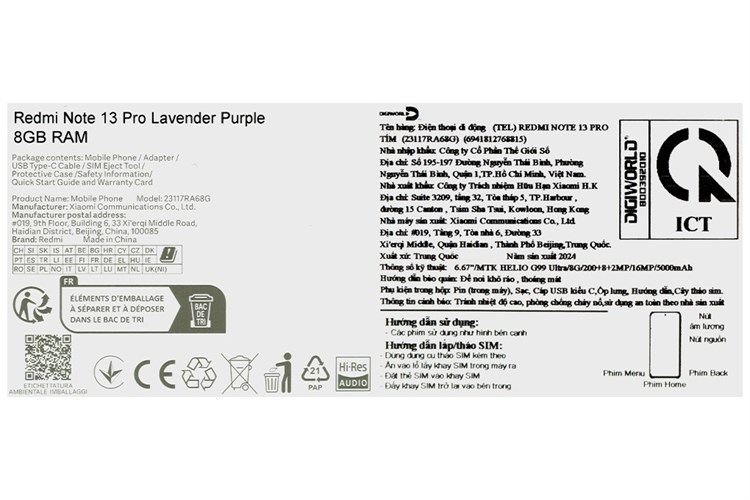 Redmi Note 13 Pro Lavender Purple
8GB RAM
Package contents: Mobile Phone / Adapter /
USB Type-C Cable / SIM Eject Tool /
Protective Case /Safety Information/
Quick Start Guide and Warranty Card
Product Name: Mobile Phone Model: 23117RA68G
Manufacturer: Xiaomi Communications Co., Ltd.
Manufacturer postal address:
#019, 9th Floor, Building 6, 33 Xi'erqi Middle Road,
Haidian District, Beijing, China, 100085
Brand: Redmi Made in China
CH SI SK IS AT BE BG HR CY CZ DK
PT ES TR LI EE FI FR DE EL HU IE
RO SE PL NO IT LV LT LU MT NL UK(NI)
FR
ÉLÉMENTS D'EMBALLAGE
À SÉPARER ET À DÉPOSER
DANS LE BAC DE TRI
BAC
DE
TRI
ETICHETTATURA
AMBIENTALE IMBALLAGGI
CE
21
PAP
Hi-Res
AUDIO
DIGIWORLD
Tên hàng: Điện thoại di động (TEL) REDMI NOTE 13 PRO
TÍM (23117RA68G) (6941812768815)
Nhà nhập khẩu: Công ty Cổ Phần Thế Giới Số
Địa chỉ: Số 195-197 Đường Nguyễn Thái Bình, Phường
Nguyễn Thái Bình, Quận 1,TP.Hồ Chí Minh, Việt Nam.
Nhà xuất khẩu: Công ty Trách nhiệm Hữu Hạn Xiaomi H.K
Địa chỉ: Suite 3209, tầng 32, Tòa tháp 5, TP.Harbour ,
đường 15 Canton , Tsim Sha Tsui, Kowloon, Hong Kong
Nhà máy sản xuất: Xiaomi Communications Co., Ltd.
Địa chỉ: #019, Tầng 9, Tòa nhà 6, Đường 33
Xi'erqi Middle, Quận Haidian , Thành Phố Beijing,Trung Quốc.
Xuất xứ: Trung Quốc Năm sản xuất 2024
Thông số kỹ thuật: 6.67"/MTK HELIO G99 Ultra/8G/200+8+2MP/16MP/5000mAh
Hướng dẫn bảo quản: Để nơi khô ráo , thoáng mát
Phụ kiện trong hộp: Pin (trong máy), Sạc, Cáp USB kiểu C,Ốp lưng, Hướng dẫn,Cây tháo sim.
Thông tin cảnh báo: Tránh nhiệt độ cao, phòng chống cháy nổ,sử dụng an toàn theo nhà sản xuất
DIGIWORLD
800392010
ICT
Hướng dẫn sử dụng:
- Các phím sử dụng như hình bên cạnh
Hướng dẫn lắp/tháo SIM:
- Dùng dụng cụ tháo SIM kèm theo
- Ấn vào lỗ lấy khay SIM trong máy ra
- Đặt thẻ SIM vào khay SIM
- Đẩy khay SIM trở lại vào bên trong
Nút
âm lượng
Nút nguồn
Phím Menu
Phím Back
Phím Home